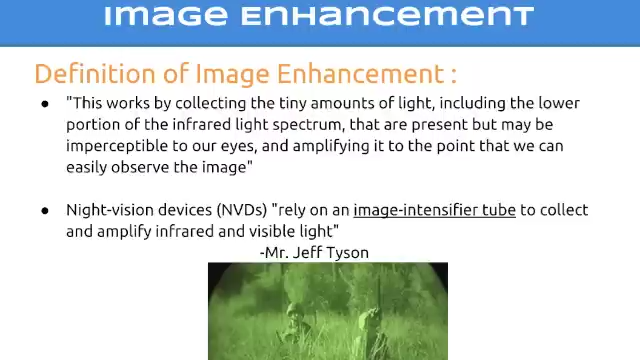 Image Enhancement
Definition of Image Enhancement :
● "This works by collecting the tiny amounts of light, including the lower
portion of the infrared light spectrum, that are present but may be
imperceptible to our eyes, and amplifying it to the point that we can
easily observe the image"
● Night-vision devices (NVDs) "rely on an image-intensifier tube to collect
and amplify infrared and visible light"
-Mr. Jeff Tyson